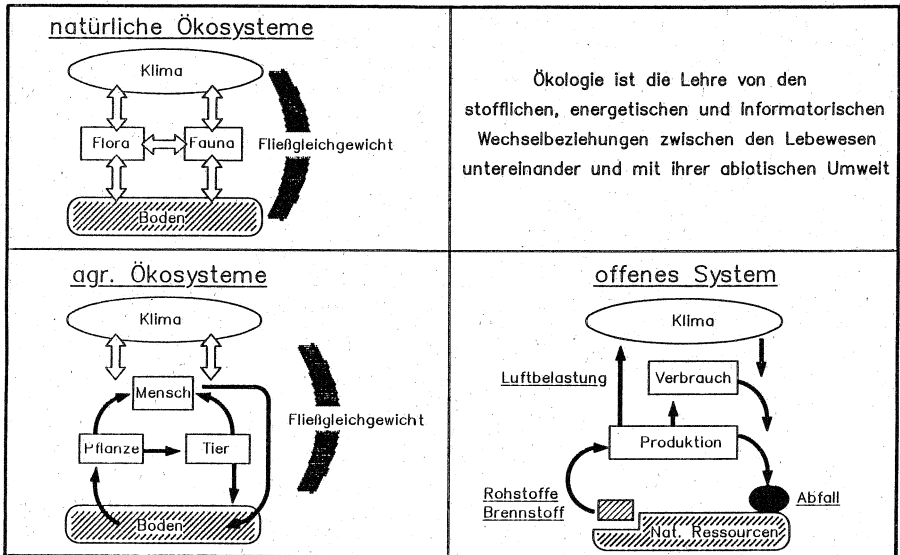 natürliche Ökosysteme
Klima
Flora
Fauna
Fließgleichgewicht
Boden
Ökologie ist die Lehre von den
stofflichen, energetischen und informatorischen
Wechselbeziehungen zwischen den Lebewesen
untereinander und mit ihrer abiotischen Umwelt
agr. Ökosysteme
Klima
Mensch
Fließgleichgewicht
Pflanze
Tier
Boden
offenes System
Klima
Luftbelastung
Verbrauch
Produktion
Rohstoffe
Brennstoff
Abfall
Nat. Ressourcen